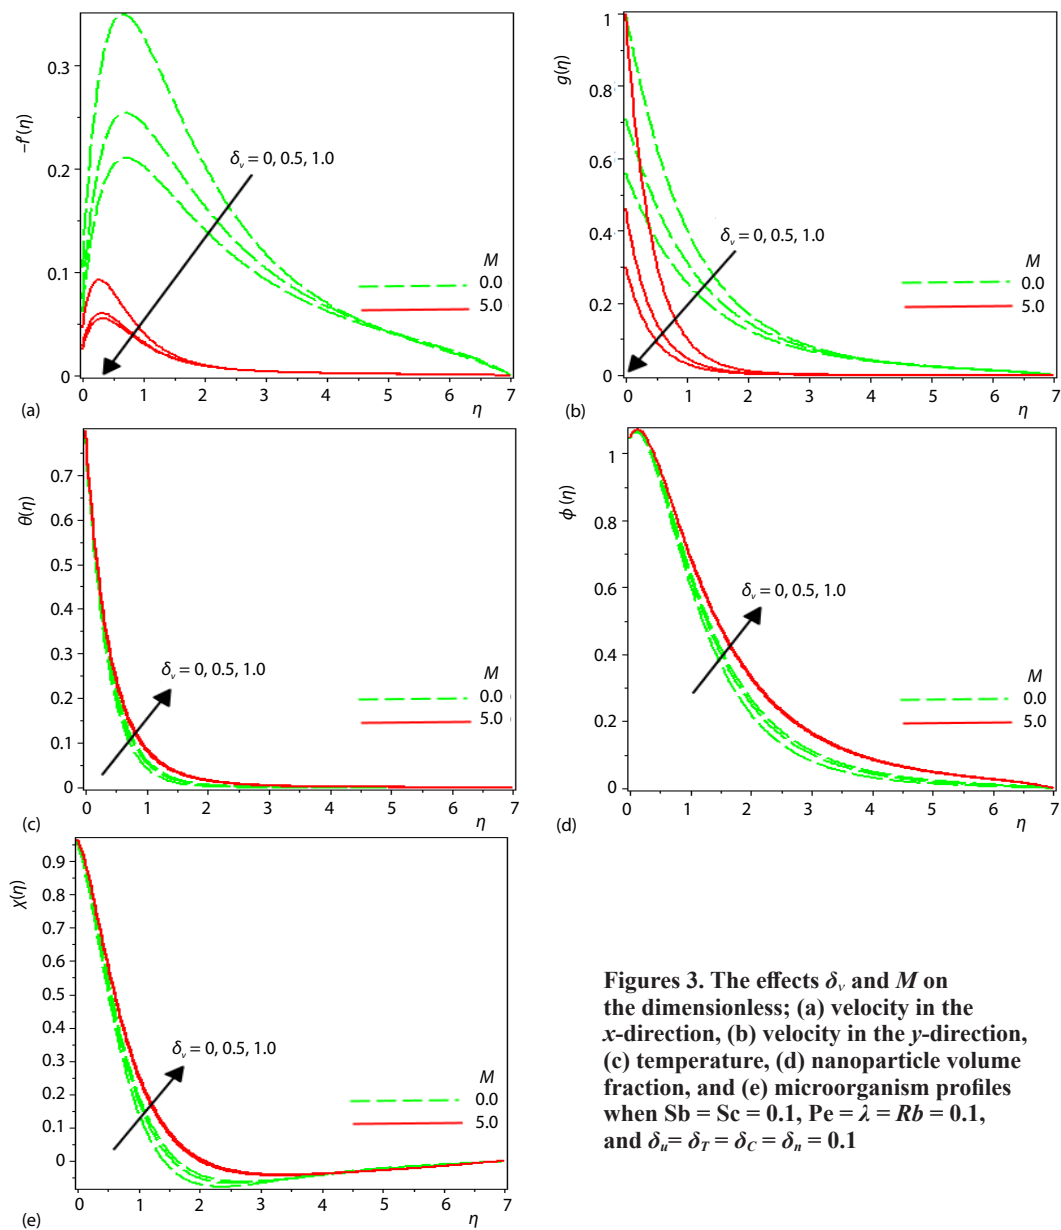 0.3
0.2
0.1
0
−f'(η)
δᵥ = 0, 0.5, 1.0
M
0.0
5.0
0 1 2 3 4 5 6 7
η
(a)
1
0.8
0.6
0.4
0.2
0
g(η)
δᵥ = 0, 0.5, 1.0
M
0.0
5.0
0 1 2 3 4 5 6 7
η
(b)
0.7
0.6
0.5
0.4
0.3
0.2
0.1
0
θ(η)
δᵥ = 0, 0.5, 1.0
M
0.0
5.0
0 1 2 3 4 5 6 7
η
(c)
1
0.8
0.6
0.4
0.2
0
ϕ(η)
δᵥ = 0, 0.5, 1.0
M
0.0
5.0
0 1 2 3 4 5 6 7
η
(d)
0.9
0.8
0.7
0.6
0.5
0.4
0.3
0.2
0.1
0
χ(η)
δᵥ = 0, 0.5, 1.0
M
0.0
5.0
0 1 2 3 4 5 6 7
η
(e)
Figures 3. The effects δᵥ and M on
the dimensionless; (a) velocity in the
x-direction, (b) velocity in the y-direction,
(c) temperature, (d) nanoparticle volume
fraction, and (e) microorganism profiles
when Sb = Sc = 0.1, Pe = λ = Rb = 0.1,
and δu= δT = δC = δn = 0.1